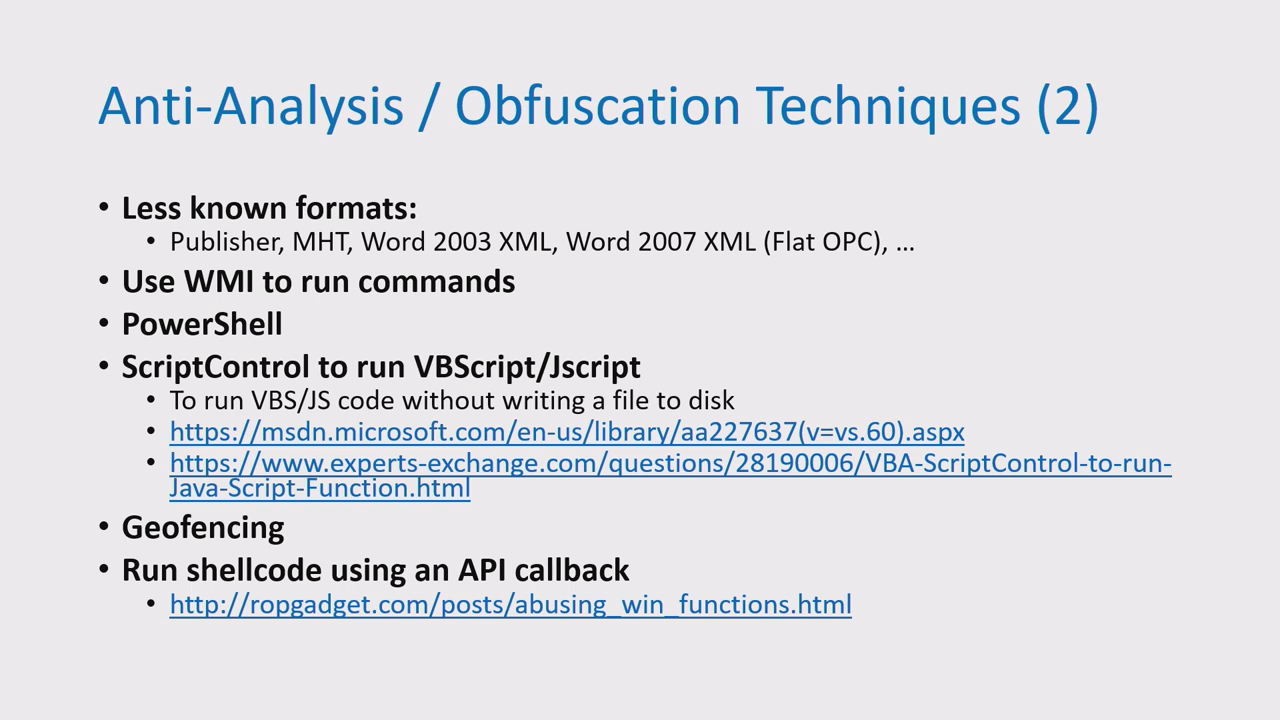 Anti-Analysis / Obfuscation Techniques (2)
• Less known formats:
• Publisher, MHT, Word 2003 XML, Word 2007 XML (Flat OPC), ...
• Use WMI to run commands
• PowerShell
• ScriptControl to run VBScript/Jscript
• To run VBS/JS code without writing a file to disk
• https://msdn.microsoft.com/en-us/library/aa227637(v=vs.60).aspx
• https://www.experts-exchange.com/questions/28190006/VBA-ScriptControl-to-run-
Java-Script-Function.html
• Geofencing
• Run shellcode using an API callback
• http://ropgadget.com/posts/abusing_win_functions.html